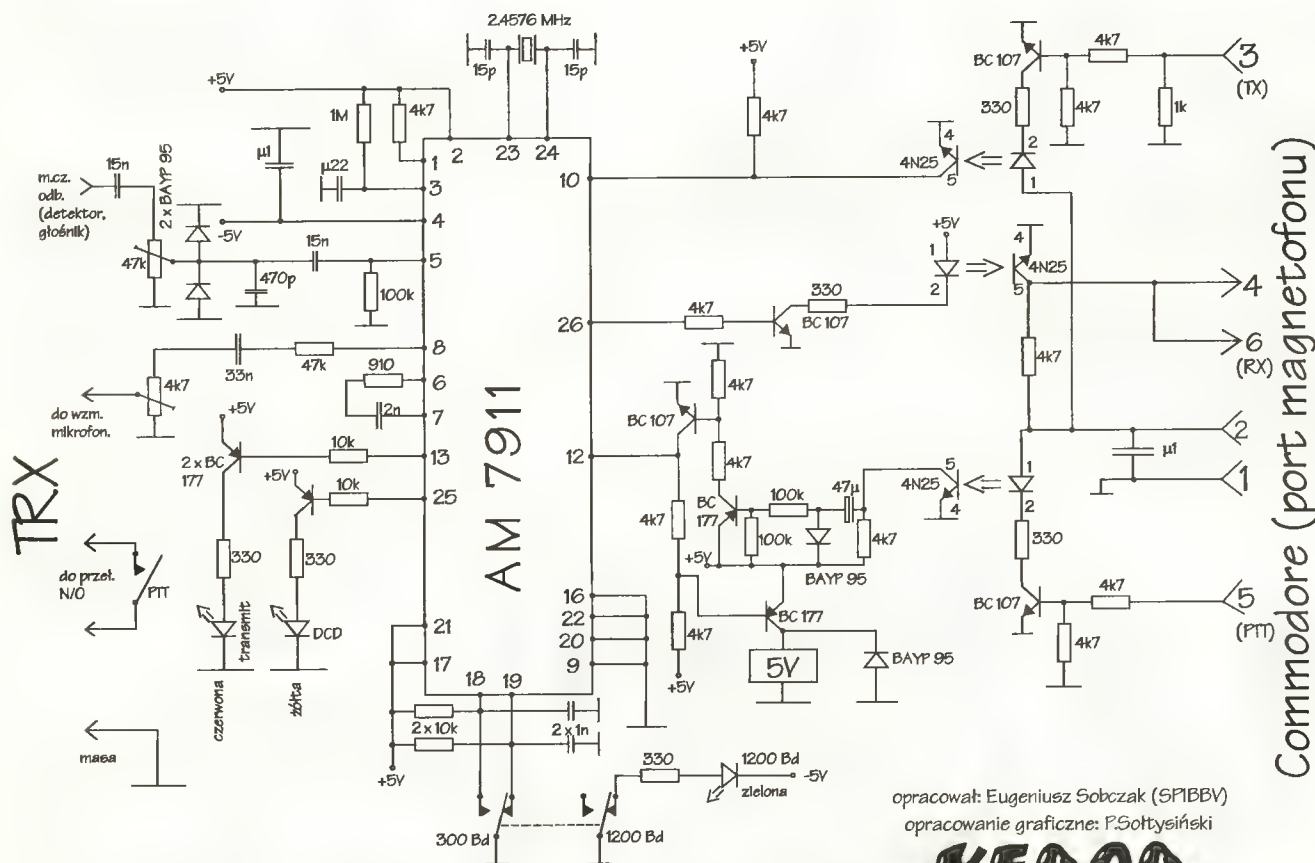 2.4576 MHz
15p
15p
+5V
1M
4k7
μ1
μ22
15n
m.cz.
odb.
(detektor,
głośnik)
2 x BAYP 95
-5V
47k
470p
15n
100k
33n
47k
910
2n
4k7
do wzm.
mikrofon.
+5V
2 x BC
177
10k
+5V
10k
330
330
transmit
DCD
czerwona
żółta
TRX
do przeł.
N/O
PTT
masa
1
2
23
24
3
4
5
8
6
7
13
25
21
17
18
19
10
26
12
16
22
20
9
AM 7911
+5V
2 x 10k
2 x 1n
300 Bd
1200 Bd
330
1200 Bd
zielona
-5V
+5V
4k7
4N25
4
5
BC 107
330
2
1
4k7
4k7
1k
3
(TX)
+5V
1
2
4
4N25
5
4k7
BC 107
330
4k7
4
6
(RX)
2
μ1
1
BC 107
4k7
4k7
BC
177
100k
47μ
100k
4k7
BAYP 95
4N25
5
4
1
2
330
4k7
+5V
4k7
+5V
BC 177
5V
BAYP 95
BC 107
4k7
4k7
5
(PTT)
Commodore (port magnetofonu)
opracował: Eugeniusz Sobczak (SPIBBV)
opracowanie graficzne: P.Sołtysiński